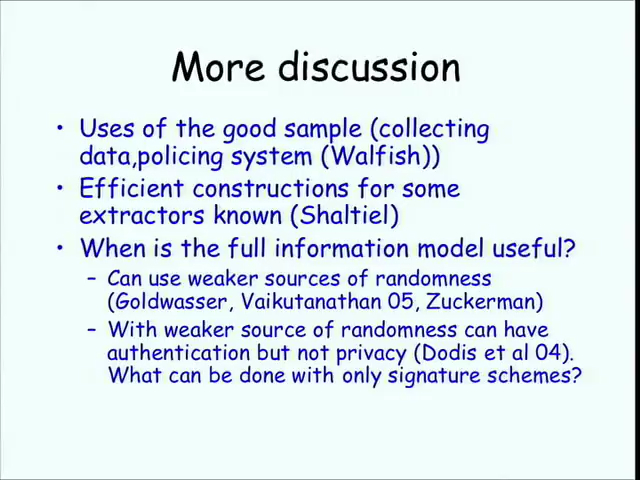 More discussion
• Uses of the good sample (collecting
data,policing system (Walfish))
• Efficient constructions for some
extractors known (Shaltiel)
• When is the full information model useful?
– Can use weaker sources of randomness
(Goldwasser, Vaikutanathan 05, Zuckerman)
– With weaker source of randomness can have
authentication but not privacy (Dodis et al 04).
What can be done with only signature schemes?